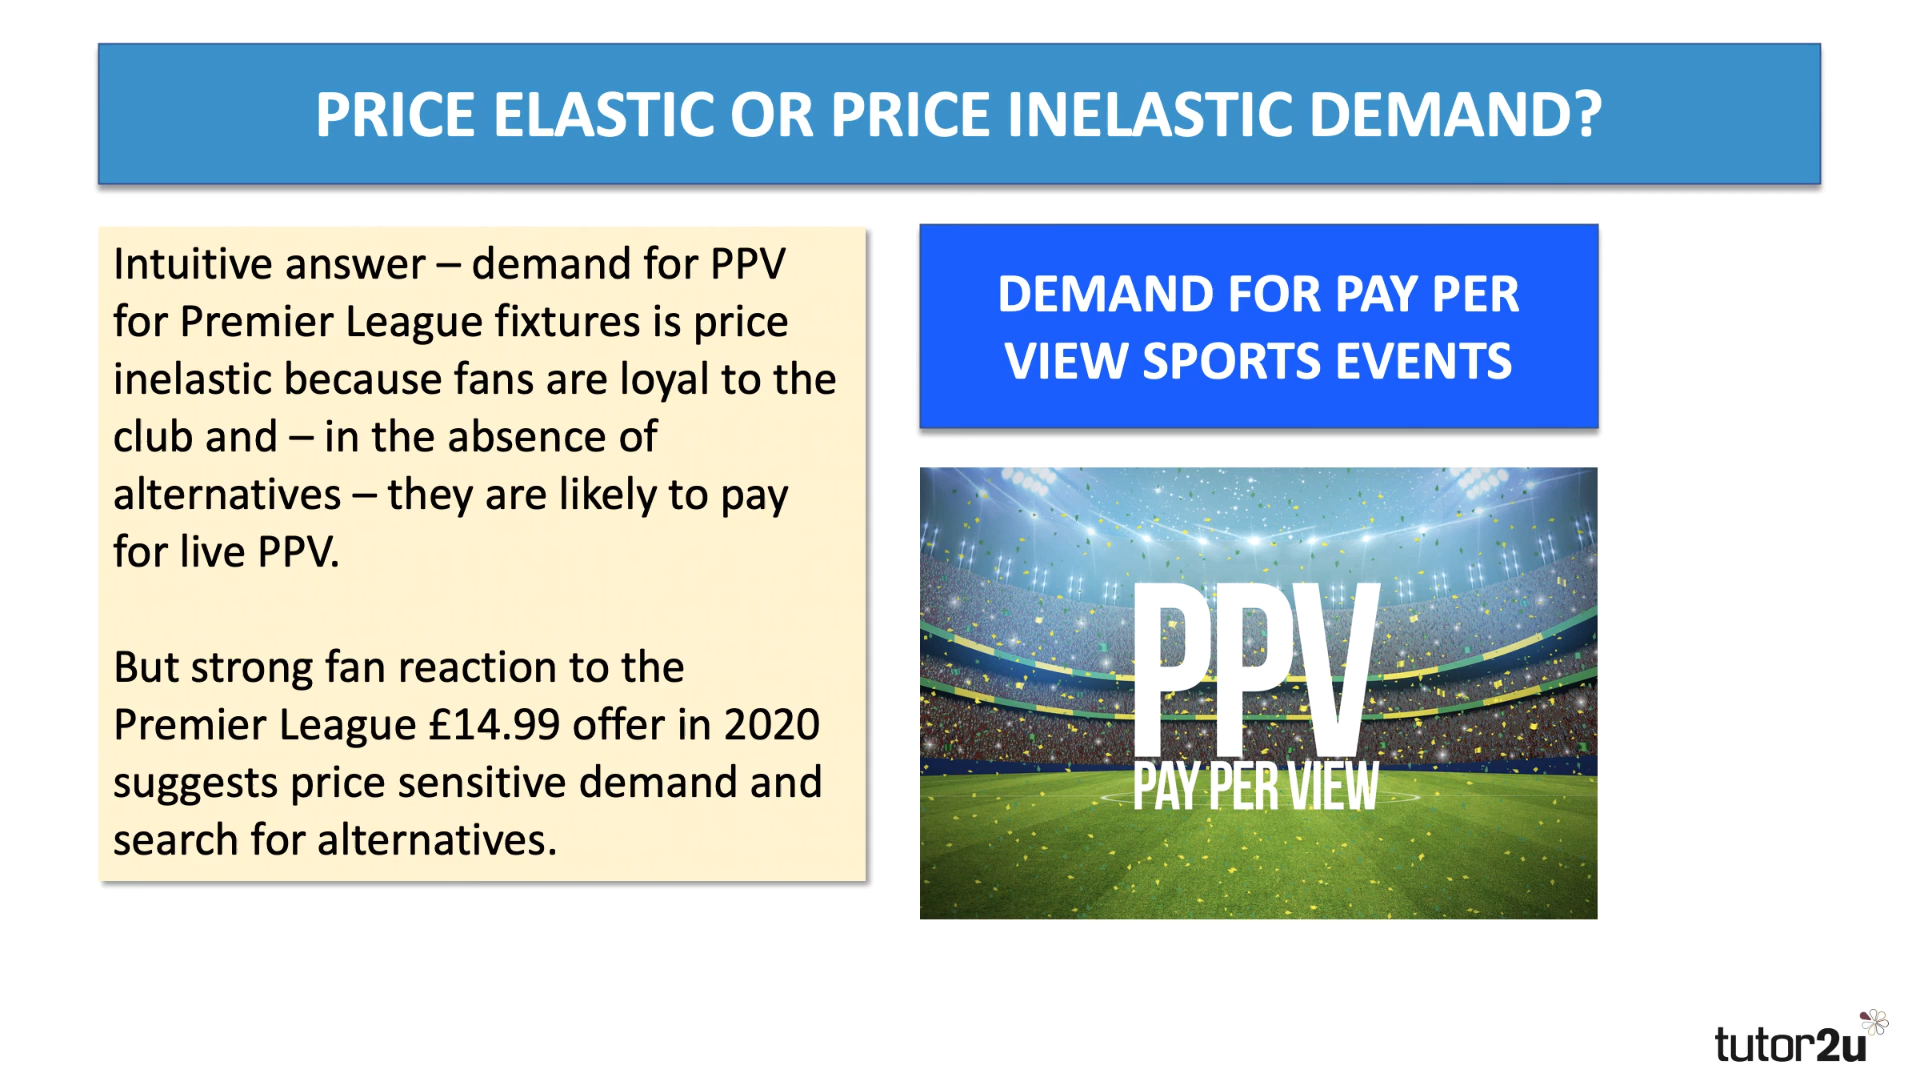 PRICE ELASTIC OR PRICE INELASTIC DEMAND?
Intuitive answer – demand for PPV
for Premier League fixtures is price
inelastic because fans are loyal to the
club and – in the absence of
alternatives – they are likely to pay
for live PPV.
But strong fan reaction to the
Premier League £14.99 offer in 2020
suggests price sensitive demand and
search for alternatives.
DEMAND FOR PAY PER
VIEW SPORTS EVENTS
PPV
PAY PER VIEW
tutor2u